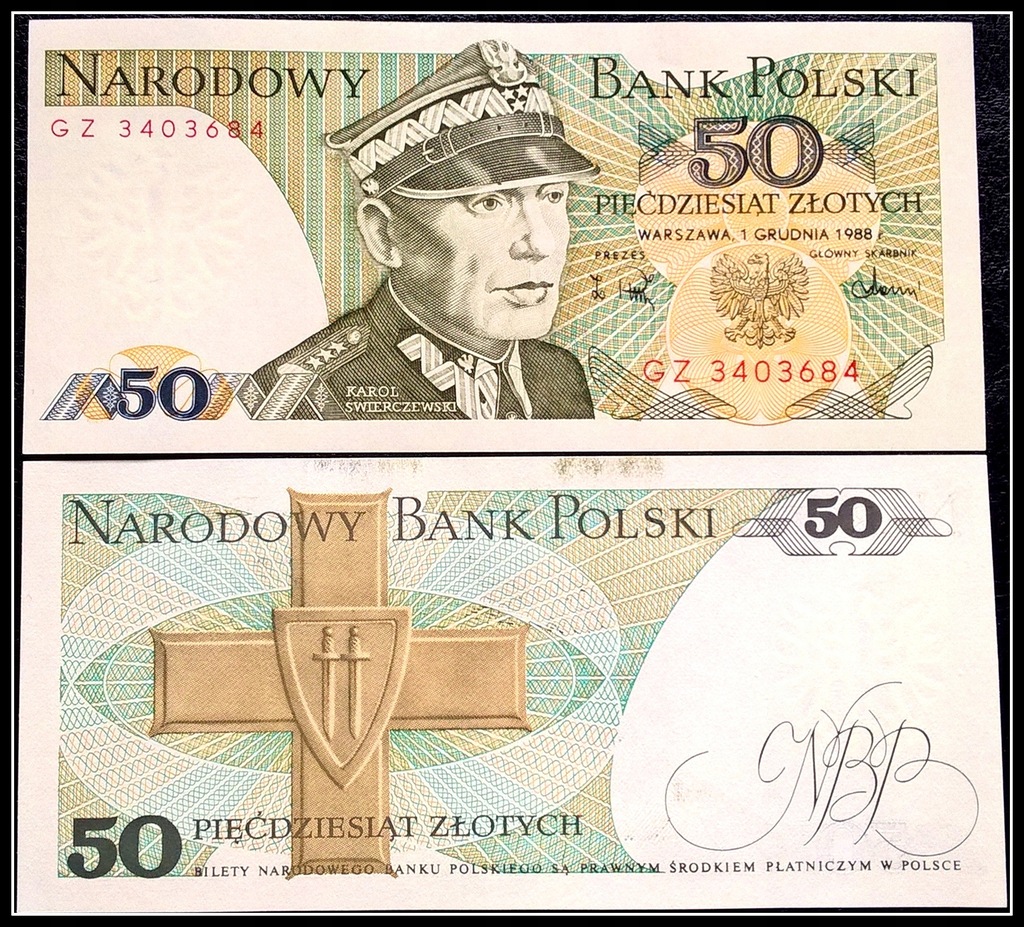 NARODOWY BANK POLSKI
GZ 3403684
50
PIĘĆDZIESIĄT ZŁOTYCH
WARSZAWA, 1 GRUDNIA 1988
PREZES GŁÓWNY SKARBNIK
GZ 3403684
50
KAROL
ŚWIERCZEWSKI
NARODOWY BANK POLSKI
50
NBP
50 PIĘĆDZIESIĄT ZŁOTYCH
BILETY NARODOWEGO BANKU POLSKIEGO SĄ PRAWNYM ŚRODKIEM PŁATNICZYM W POLSCE